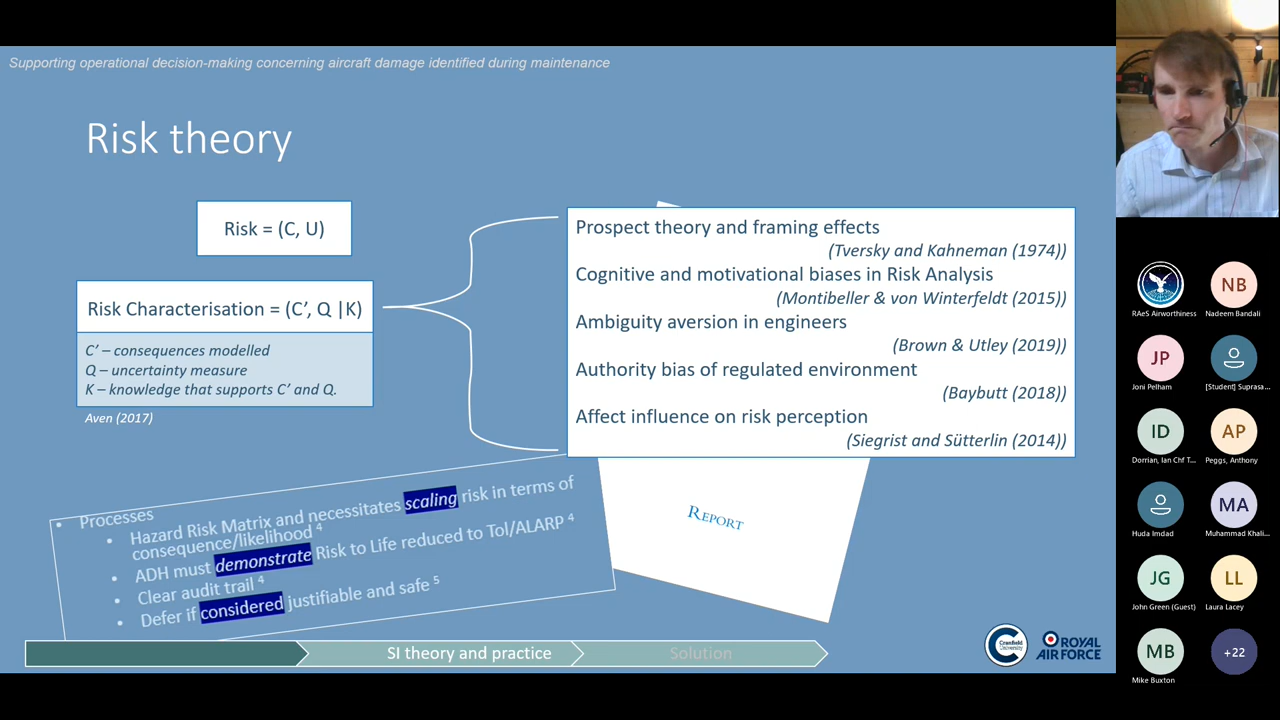 Supporting operational decision-making concerning aircraft damage identified during maintenance
Risk theory
Risk = (C, U)
Risk Characterisation = (C’, Q |K)
C’ – consequences modelled
Q – uncertainty measure
K – knowledge that supports C’ and Q.
Aven (2017)
Prospect theory and framing effects
(Tversky and Kahneman (1974))
Cognitive and motivational biases in Risk Analysis
(Montibeller & von Winterfeldt (2015))
Ambiguity aversion in engineers
(Brown & Utley (2019))
Authority bias of regulated environment
(Baybutt (2018))
Affect influence on risk perception
(Siegrist and Sütterlin (2014))
• Processes
• Hazard Risk Matrix and necessitates scaling risk in terms of
consequence/likelihood 4
• ADH must demonstrate Risk to Life reduced to Tol/ALARP 4
• Clear audit trail 4
• Defer if considered justifiable and safe 5
REPORT
SI theory and practice
Solution
Cranfield
University
ROYAL
AIR FORCE
RAeS Airworthiness
NB
Nadeem Bandali
JP
Joni Pelham
[Student] Suprasa...
ID
Dorrian, Ian Chf T...
AP
Peggs, Anthony
Huda Imdad
MA
Muhammad Khali...
JG
John Green (Guest)
LL
Laura Lacey
MB
Mike Buxton
+22